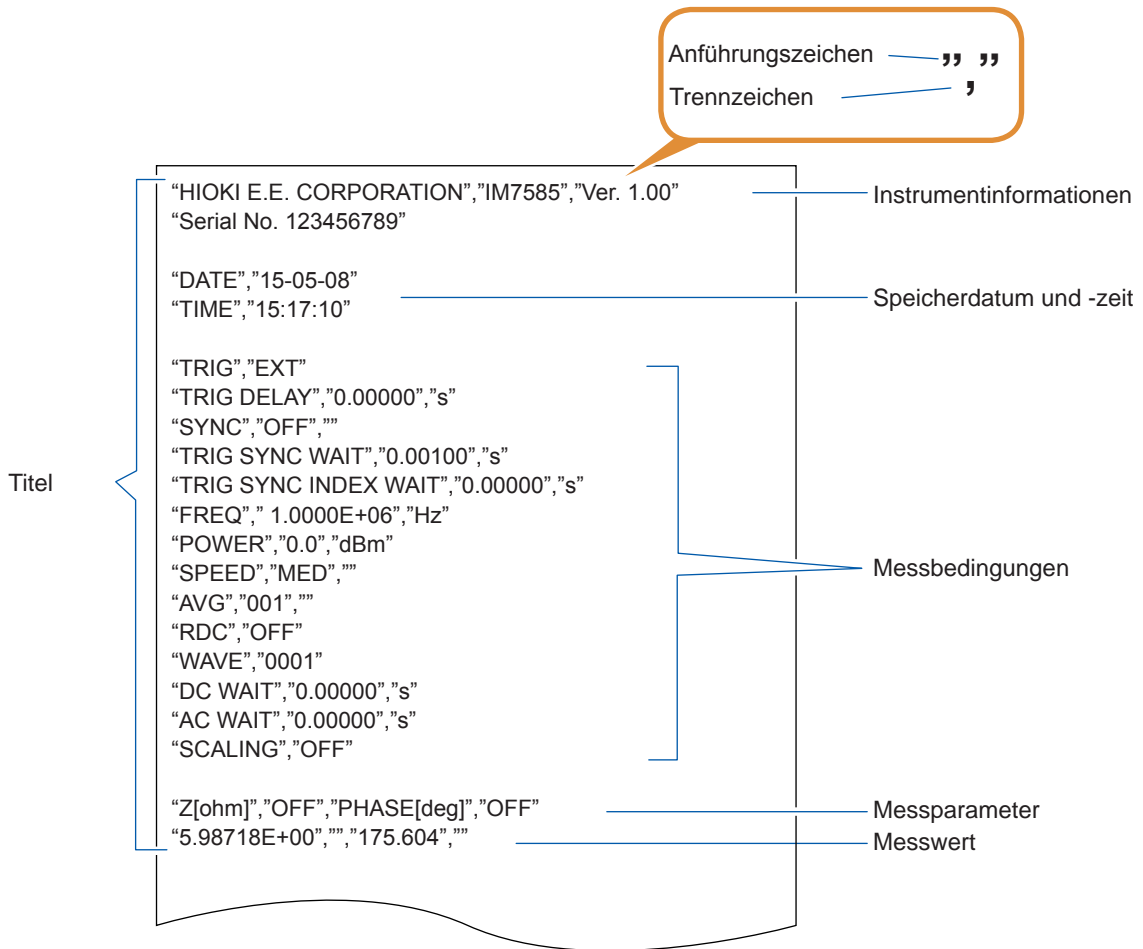 Anführungszeichen ” ”
Trennzeichen ,
“HIOKI E.E. CORPORATION”,”IM7585”,”Ver. 1.00”
Instrumentinformationen
“Serial No. 123456789”
“DATE”,”15-05-08”
“TIME”,”15:17:10”
Speicherdatum und -zeit
“TRIG”,”EXT”
“TRIG DELAY”,”0.00000”,”s”
“SYNC”,”OFF”,””
“TRIG SYNC WAIT”,”0.00100”,”s”
“TRIG SYNC INDEX WAIT”,”0.00000”,”s”
Titel
“FREQ”,” 1.0000E+06”,”Hz”
“POWER”,”0.0”,”dBm”
“SPEED”,”MED”,””
Messbedingungen
“AVG”,”001”,””
“RDC”,”OFF”
“WAVE”,”0001”
“DC WAIT”,”0.00000”,”s”
“AC WAIT”,”0.00000”,”s”
“SCALING”,”OFF”
“Z[ohm]”,”OFF”,”PHASE[deg]”,”OFF”
Messparameter
“5.98718E+00”,””,”175.604”,””
Messwert